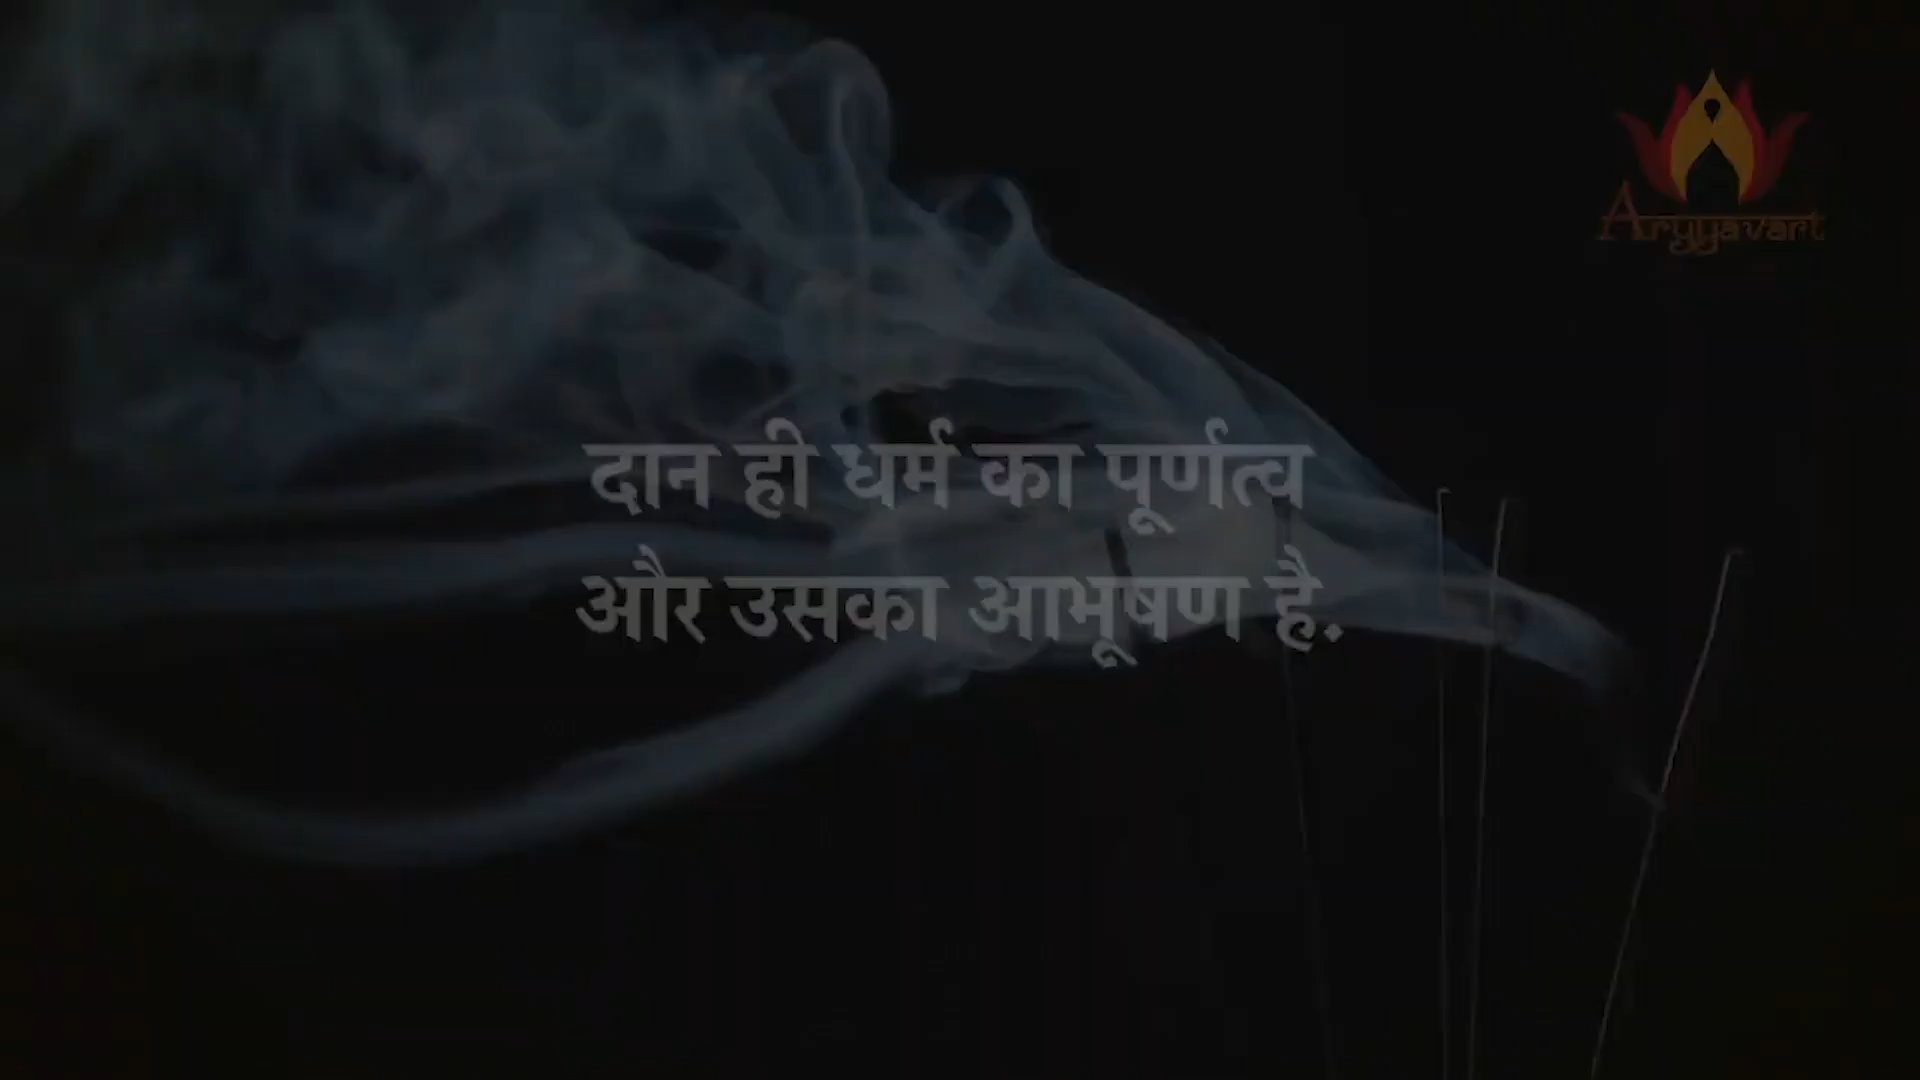 Aryyavart
दान ही धर्म का पूर्णत्व
और उसका आभूषण है.